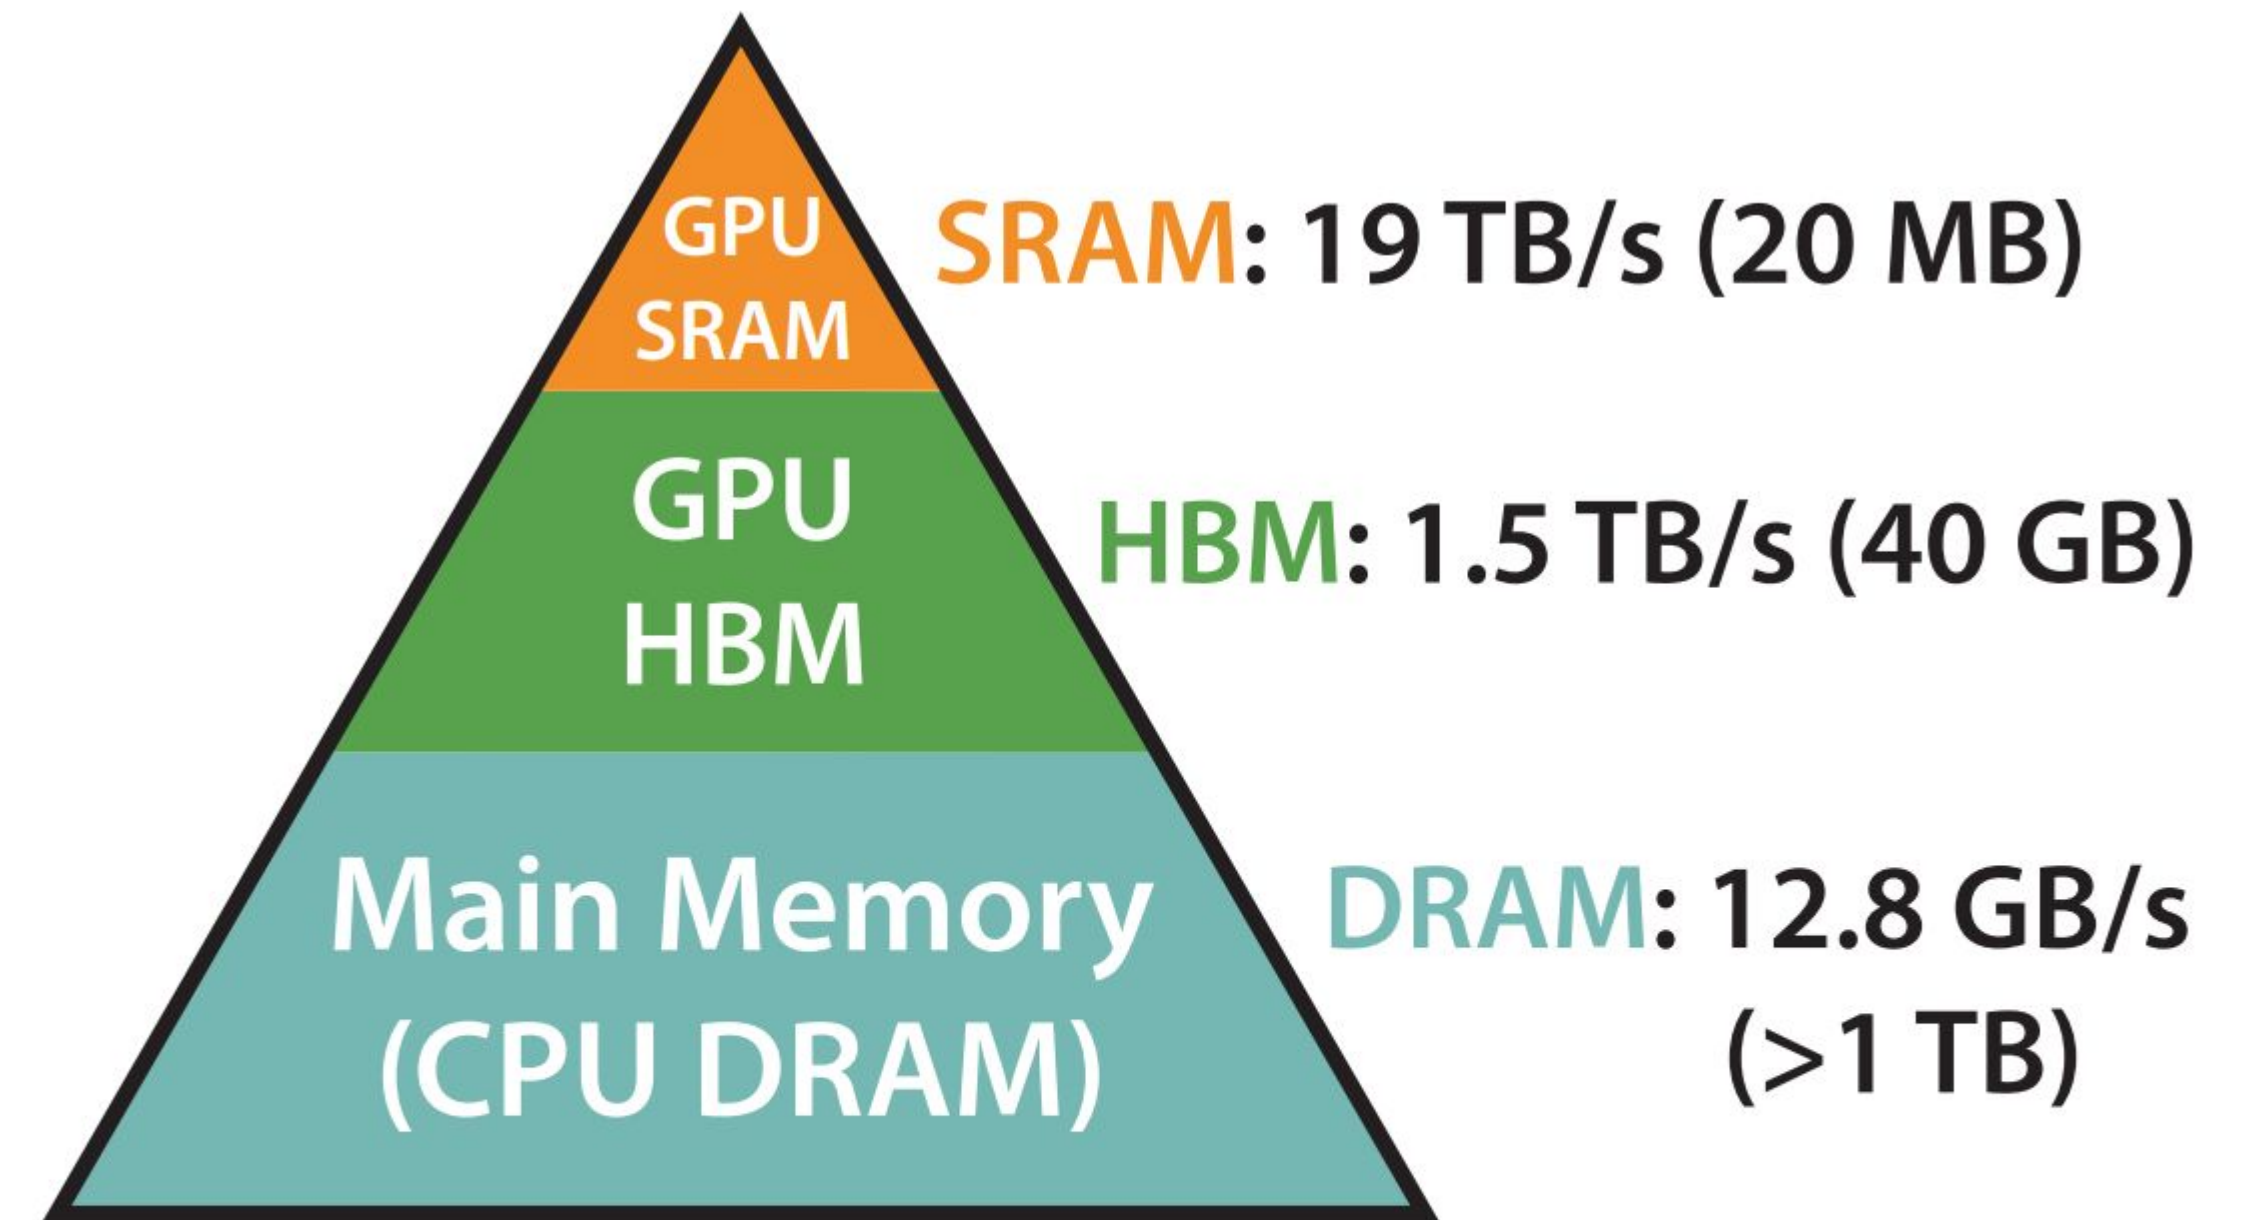 GPU
SRAM
SRAM: 19 TB/s (20 MB)
GPU
HBM
HBM: 1.5 TB/s (40 GB)
Main Memory
(CPU DRAM)
DRAM: 12.8 GB/s
(>1 TB)